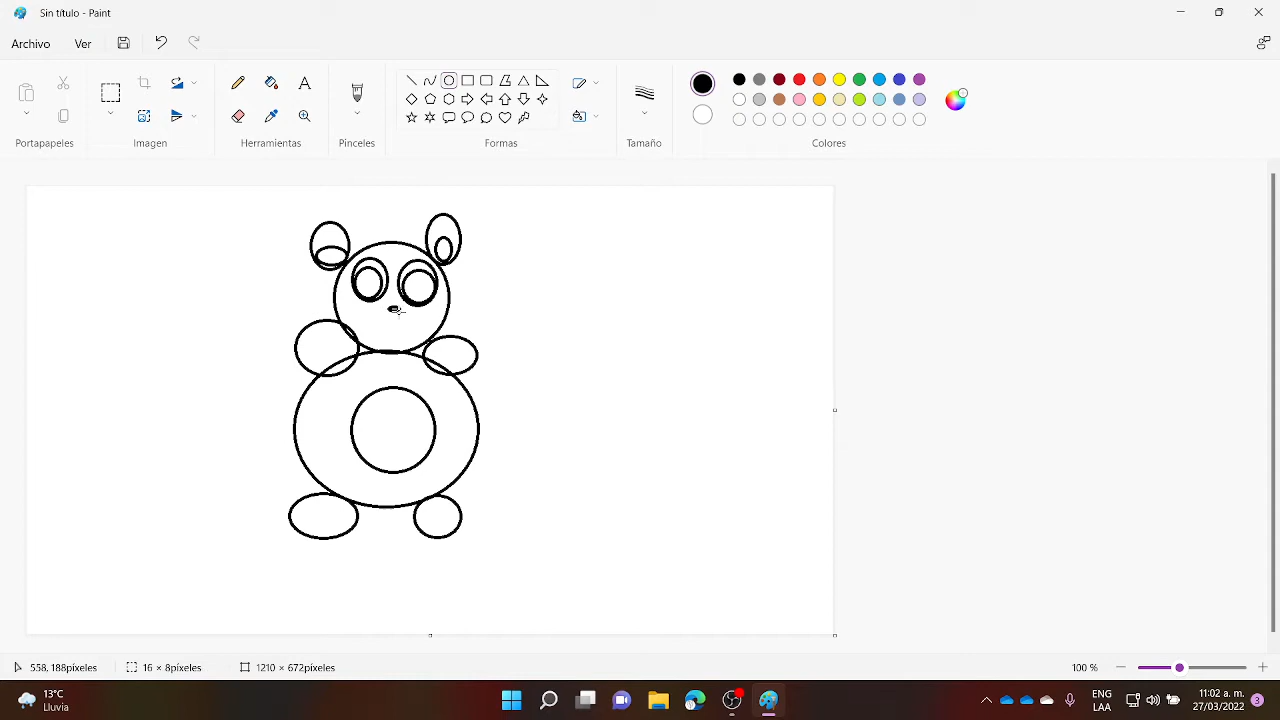 Sin título - Paint
Archivo Ver
Portapapeles Imagen Herramientas Pinceles Formas Tamaño Colores
558, 188píxeles 16 × 8píxeles 1210 × 672píxeles 100 %
13°C
Lluvia
ENG
LAA
11:02 a. m.
27/03/2022
3